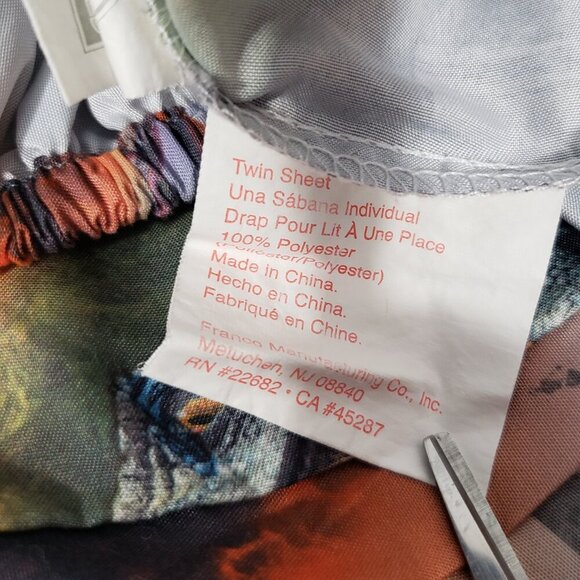 Twin Sheet
Una Sábana Individual
Drap Pour Lit À Une Place
100% Polyester
(Poliéster/Polyester)
Made in China.
Hecho en China.
Fabriqué en Chine.
Franco Manufacturing Co., Inc.
Metuchen, NJ 08840
RN #22682 • CA #45287